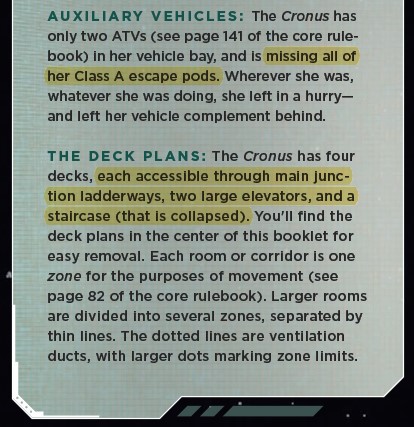 AUXILIARY VEHICLES: The Cronus has
only two ATVs (see page 141 of the core rule-
book) in her vehicle bay, and is missing all of
her Class A escape pods. Wherever she was,
whatever she was doing, she left in a hurry—
and left her vehicle complement behind.
THE DECK PLANS: The Cronus has four
decks, each accessible through main junc-
tion ladderways, two large elevators, and a
staircase (that is collapsed). You'll find the
deck plans in the center of this booklet for
easy removal. Each room or corridor is one
zone for the purposes of movement (see
page 82 of the core rulebook). Larger rooms
are divided into several zones, separated by
thin lines. The dotted lines are ventilation
ducts, with larger dots marking zone limits.